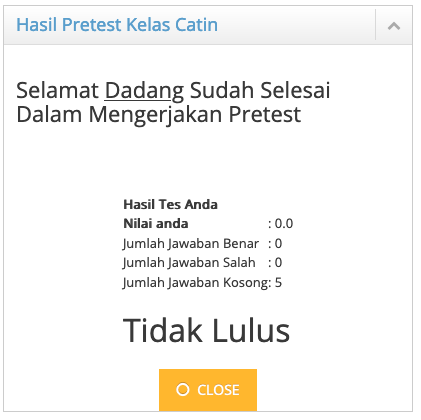 Hasil Pretest Kelas Catin
Selamat Dadang Sudah Selesai
Dalam Mengerjakan Pretest
Hasil Tes Anda
Nilai anda : 0.0
Jumlah Jawaban Benar : 0
Jumlah Jawaban Salah : 0
Jumlah Jawaban Kosong: 5
Tidak Lulus
CLOSE